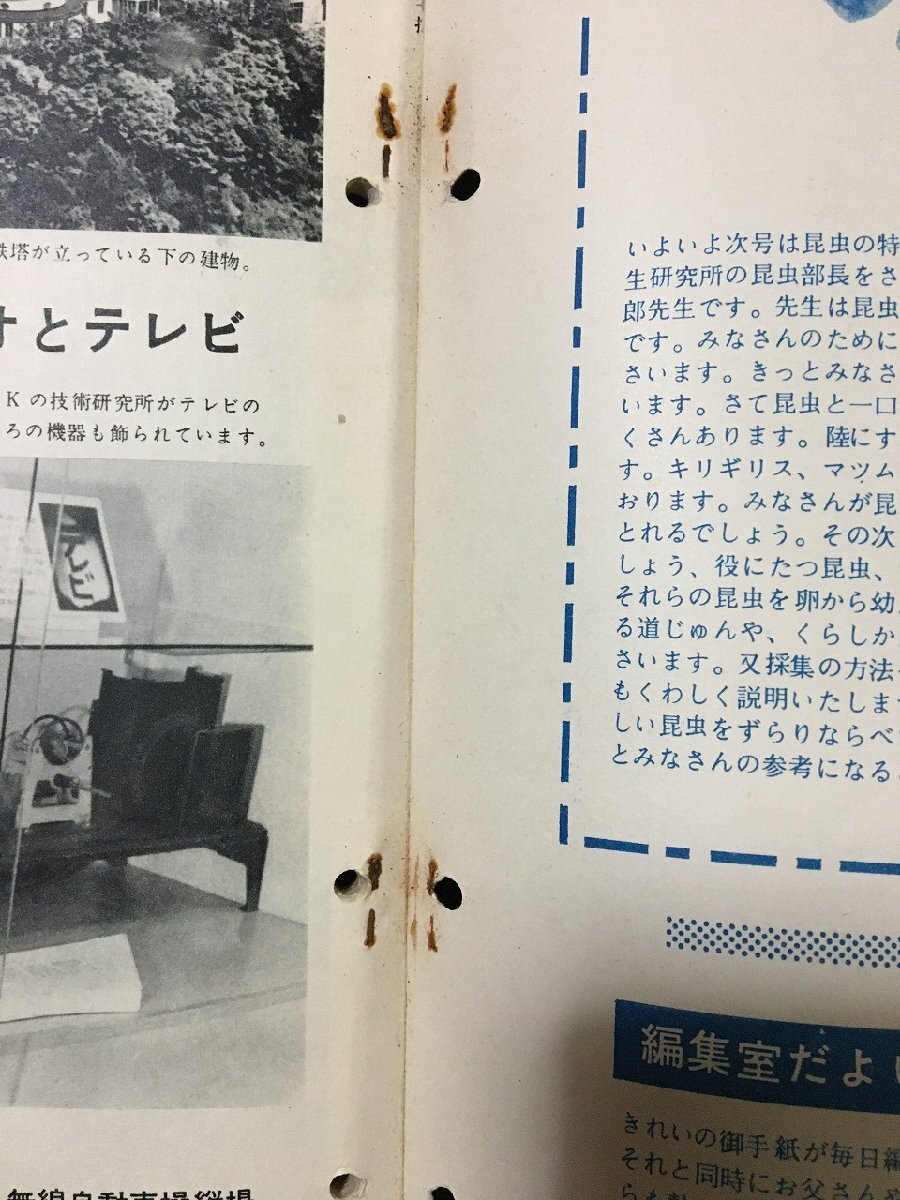 鉄塔が立っている下の建物。
オとテレビ
Kの技術研究所がテレビの
ろの機器も飾られています。
テレビ
無線自動車操縦場
いよいよ次号は昆虫の特
生研究所の昆虫部長をさ
郎先生です。先生は昆虫
です。みなさんのために
さいます。きっとみなさ
います。さて昆虫と一口
くさんあります。陸にす
す。キリギリス、マツム
おります。みなさんが昆
とれるでしょう。その次
しょう、役にたつ昆虫、
それらの昆虫を卵から幼
る道じゅんや、くらしか
さいます。又採集の方法
もくわしく説明いたしま
しい昆虫をずらりならべ
とみなさんの参考になる
編集室だよ
きれいの御手紙が毎日編
それと同時にお父さん